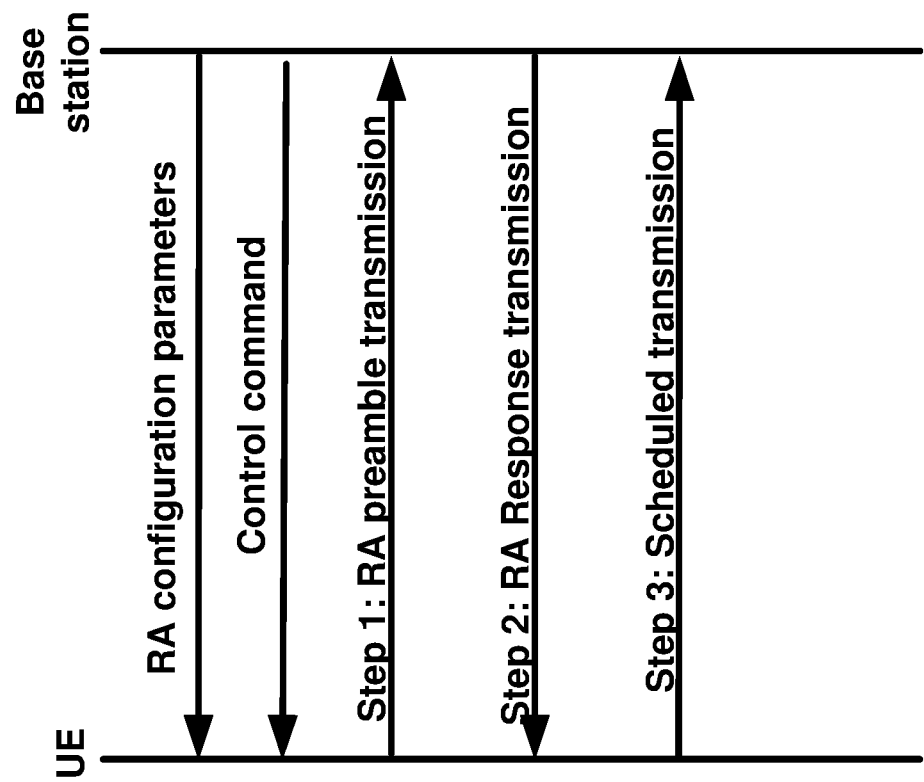 UE
Base
station
RA configuration parameters
Control command
Step 1: RA preamble transmission
Step 2: RA Response transmission
Step 3: Scheduled transmission